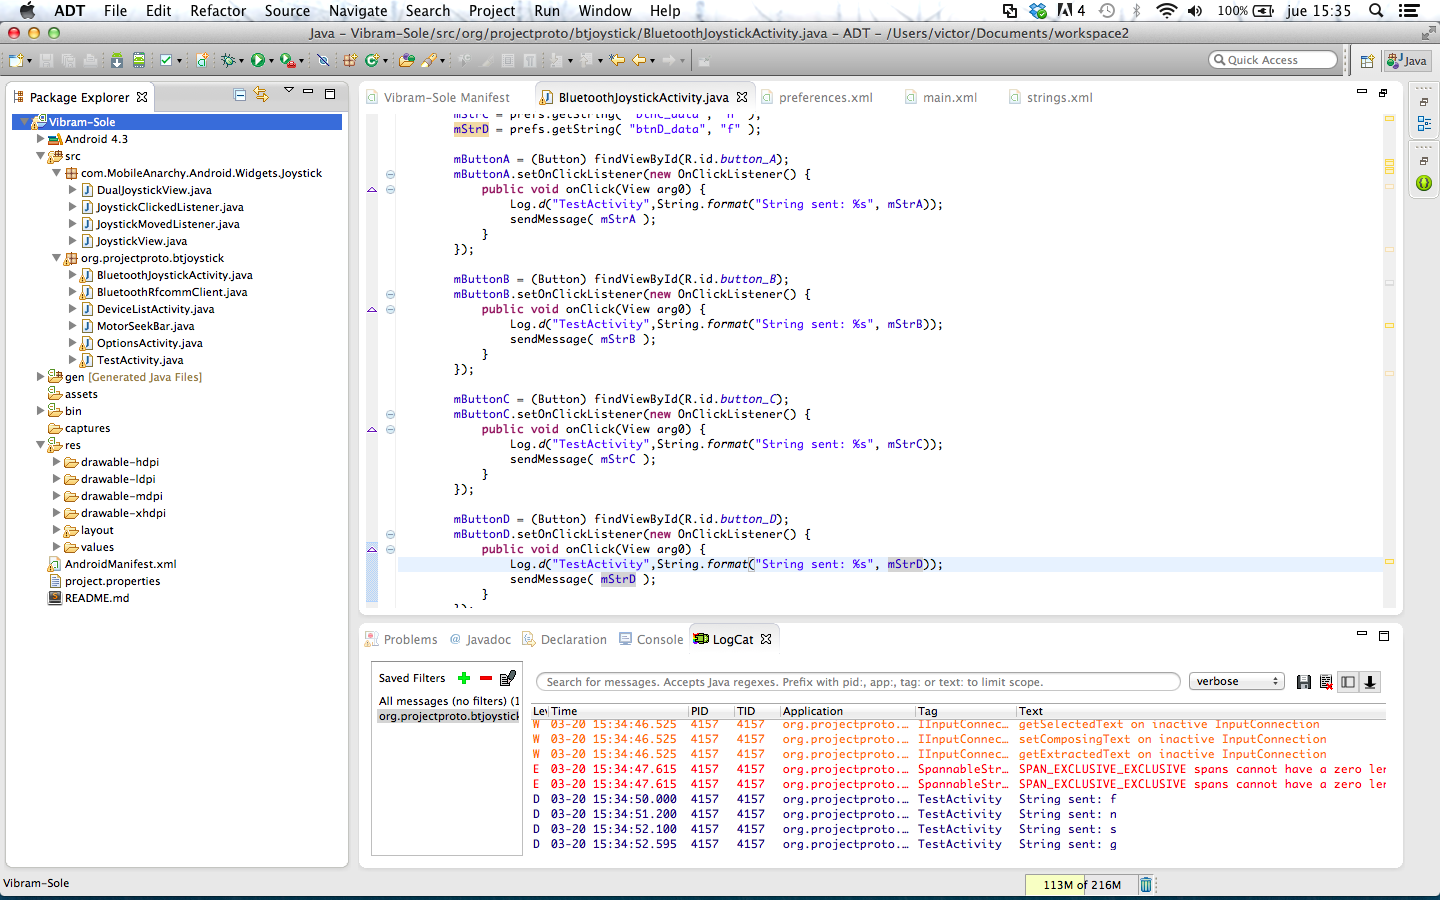 ADT File Edit Refactor Source Navigate Search Project Run Window Help 4 100% jue 15:35
Java – Vibram-Sole/src/org/projectproto/btjoystick/BluetoothJoystickActivity.java – ADT – /Users/victor/Documents/workspace2
Quick Access
Java
Package Explorer
Vibram-Sole
Android 4.3
src
com.MobileAnarchy.Android.Widgets.Joystick
DualJoystickView.java
JoystickClickedListener.java
JoystickMovedListener.java
JoystickView.java
org.projectproto.btjoystick
BluetoothJoystickActivity.java
BluetoothRfcommClient.java
DeviceListActivity.java
MotorSeekBar.java
OptionsActivity.java
TestActivity.java
gen [Generated Java Files]
assets
bin
captures
res
drawable-hdpi
drawable-ldpi
drawable-mdpi
drawable-xhdpi
layout
values
AndroidManifest.xml
project.properties
README.md
Vibram-Sole Manifest BluetoothJoystickActivity.java preferences.xml main.xml strings.xml
mStrC = prefs.getString( "btnC_data", "n" );
mStrD = prefs.getString( "btnD_data", "f" );
mButtonA = (Button) findViewById(R.id.button_A);
mButtonA.setOnClickListener(new OnClickListener() {
public void onClick(View arg0) {
Log.d("TestActivity",String.format("String sent: %s", mStrA));
sendMessage( mStrA );
}
});
mButtonB = (Button) findViewById(R.id.button_B);
mButtonB.setOnClickListener(new OnClickListener() {
public void onClick(View arg0) {
Log.d("TestActivity",String.format("String sent: %s", mStrB));
sendMessage( mStrB );
}
});
mButtonC = (Button) findViewById(R.id.button_C);
mButtonC.setOnClickListener(new OnClickListener() {
public void onClick(View arg0) {
Log.d("TestActivity",String.format("String sent: %s", mStrC));
sendMessage( mStrC );
}
});
mButtonD = (Button) findViewById(R.id.button_D);
mButtonD.setOnClickListener(new OnClickListener() {
public void onClick(View arg0) {
Log.d("TestActivity",String.format("String sent: %s", mStrD));
sendMessage( mStrD );
}
});
Problems @ Javadoc Declaration Console LogCat
Saved Filters
All messages (no filters) (1
org.projectproto.btjoystick
Search for messages. Accepts Java regexes. Prefix with pid:, app:, tag: or text: to limit scope.
verbose
Le Time PID TID Application Tag Text
W 03-20 15:34:46.525 4157 4157 org.projectproto.... IInputConnec... getSelectedText on inactive InputConnection
W 03-20 15:34:46.525 4157 4157 org.projectproto.... IInputConnec... setComposingText on inactive InputConnection
W 03-20 15:34:46.525 4157 4157 org.projectproto.... IInputConnec... getExtractedText on inactive InputConnection
E 03-20 15:34:47.615 4157 4157 org.projectproto.... SpannableStr... SPAN_EXCLUSIVE_EXCLUSIVE spans cannot have a zero ler
E 03-20 15:34:47.615 4157 4157 org.projectproto.... SpannableStr... SPAN_EXCLUSIVE_EXCLUSIVE spans cannot have a zero ler
D 03-20 15:34:50.000 4157 4157 org.projectproto.... TestActivity String sent: f
D 03-20 15:34:51.200 4157 4157 org.projectproto.... TestActivity String sent: n
D 03-20 15:34:52.100 4157 4157 org.projectproto.... TestActivity String sent: s
D 03-20 15:34:52.595 4157 4157 org.projectproto.... TestActivity String sent: g
Vibram-Sole
113M of 216M